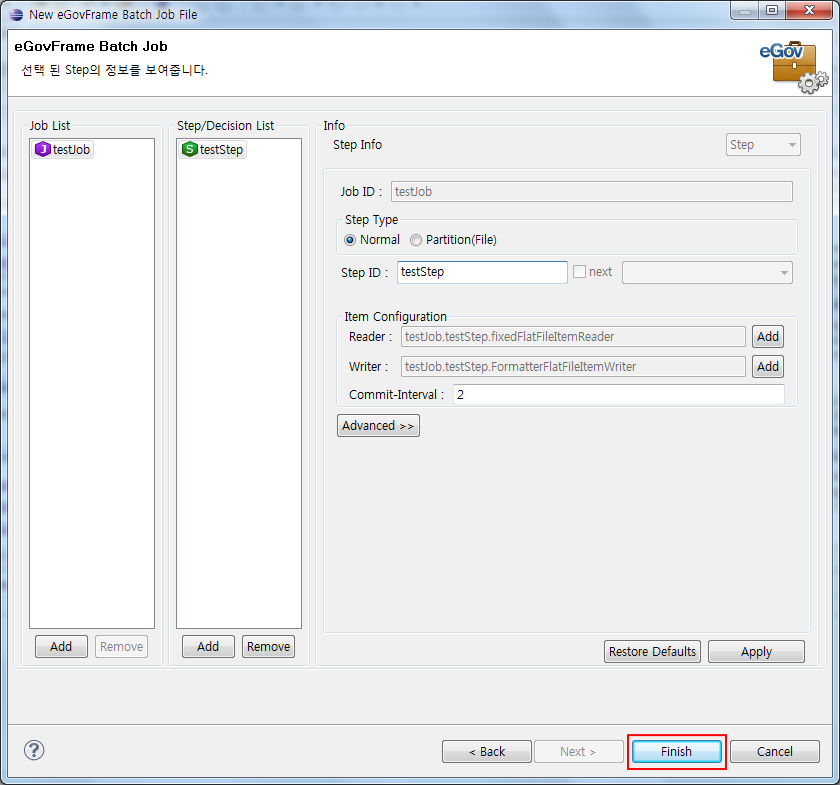 New eGovFrame Batch Job File
eGovFrame Batch Job
선택 된 Step의 정보를 보여줍니다.
eGov
Job List
J testJob
Add
Remove
Step/Decision List
S testStep
Add
Remove
Info
Step Info
Step
Job ID : testJob
Step Type
Normal Partition(File)
Step ID : testStep next
Item Configuration
Reader : testJob.testStep.fixedFlatFileItemReader Add
Writer : testJob.testStep.FormatterFlatFileItemWriter Add
Commit-Interval : 2
Advanced >>
Restore Defaults Apply
? < Back Next > Finish Cancel